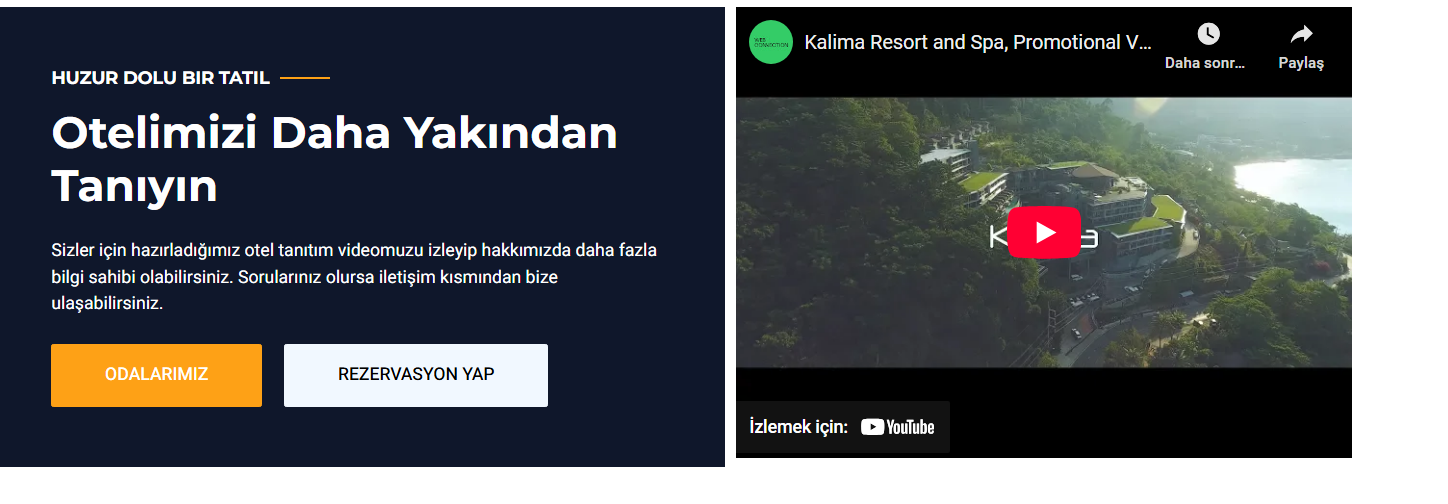 HUZUR DOLU BIR TATIL
Otelimizi Daha Yakından
Tanıyın
Sizler için hazırladığımız otel tanıtım videomuzu izleyip hakkımızda daha fazla
bilgi sahibi olabilirsiniz. Sorularınız olursa iletişim kısmından bize
ulaşabilirsiniz.
ODALARIMIZ
REZERVASYON YAP
WEB
CONNECTION
Kalima Resort and Spa, Promotional V...
Daha sonr...
Paylaş
İzlemek için: YouTube